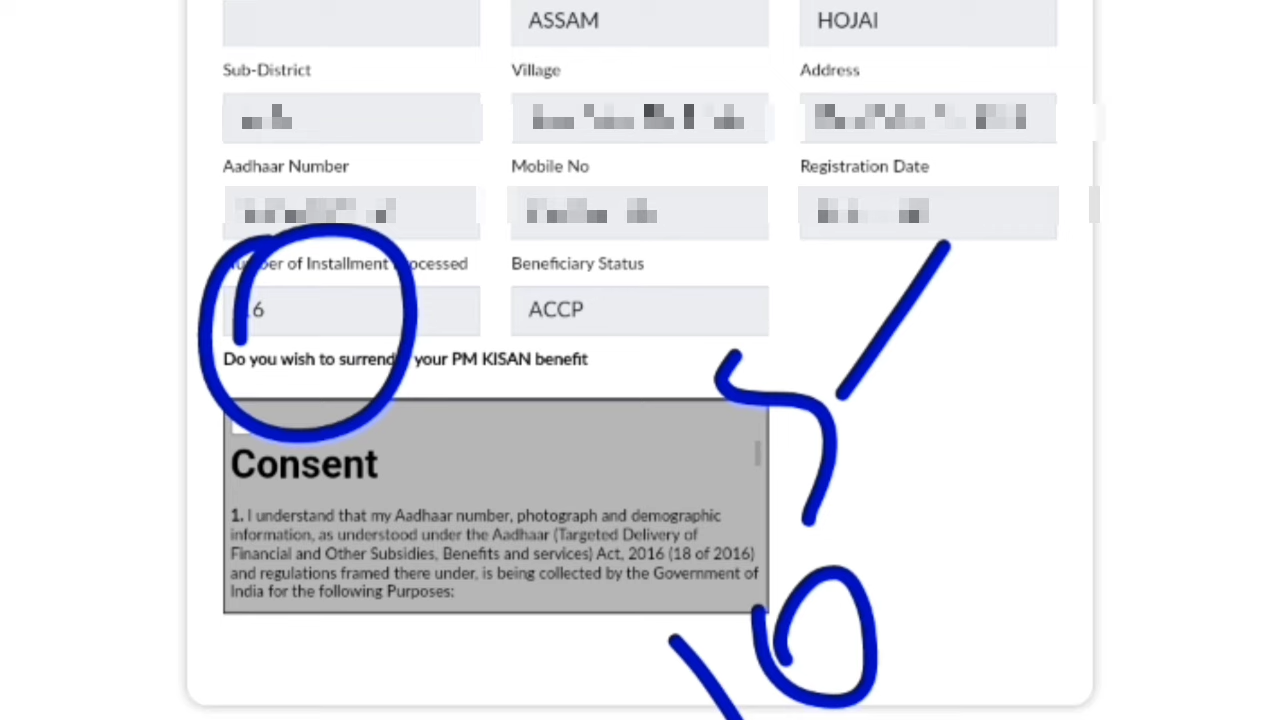 ASSAM HOJAI
Sub-District Village Address
Aadhaar Number Mobile No Registration Date
of Installment Processed Beneficiary Status
6 ACCP
Do you wish to surrender your PM KISAN benefit
Consent
1. I understand that my Aadhaar number, photograph and demographic
information, as understood under the Aadhaar (Targeted Delivery of
Financial and Other Subsidies, Benefits and services) Act, 2016 (18 of 2016)
and regulations framed there under, is being collected by the Government of
India for the following Purposes: